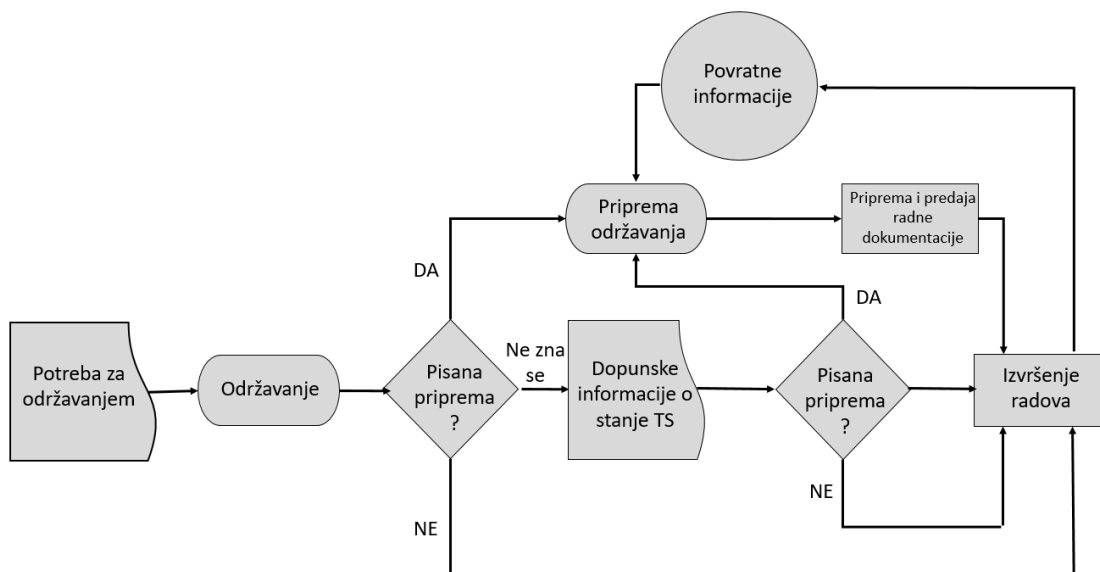 Povratne
informacije
Priprema
održavanja
Priprema i predaja
radne
dokumentacije
DA
DA
Potreba za
održavanjem
Održavanje
Pisana
priprema
?
Ne zna
se
Dopunske
informacije o
stanje TS
Pisana
priprema
?
Izvršenje
radova
NE
NE